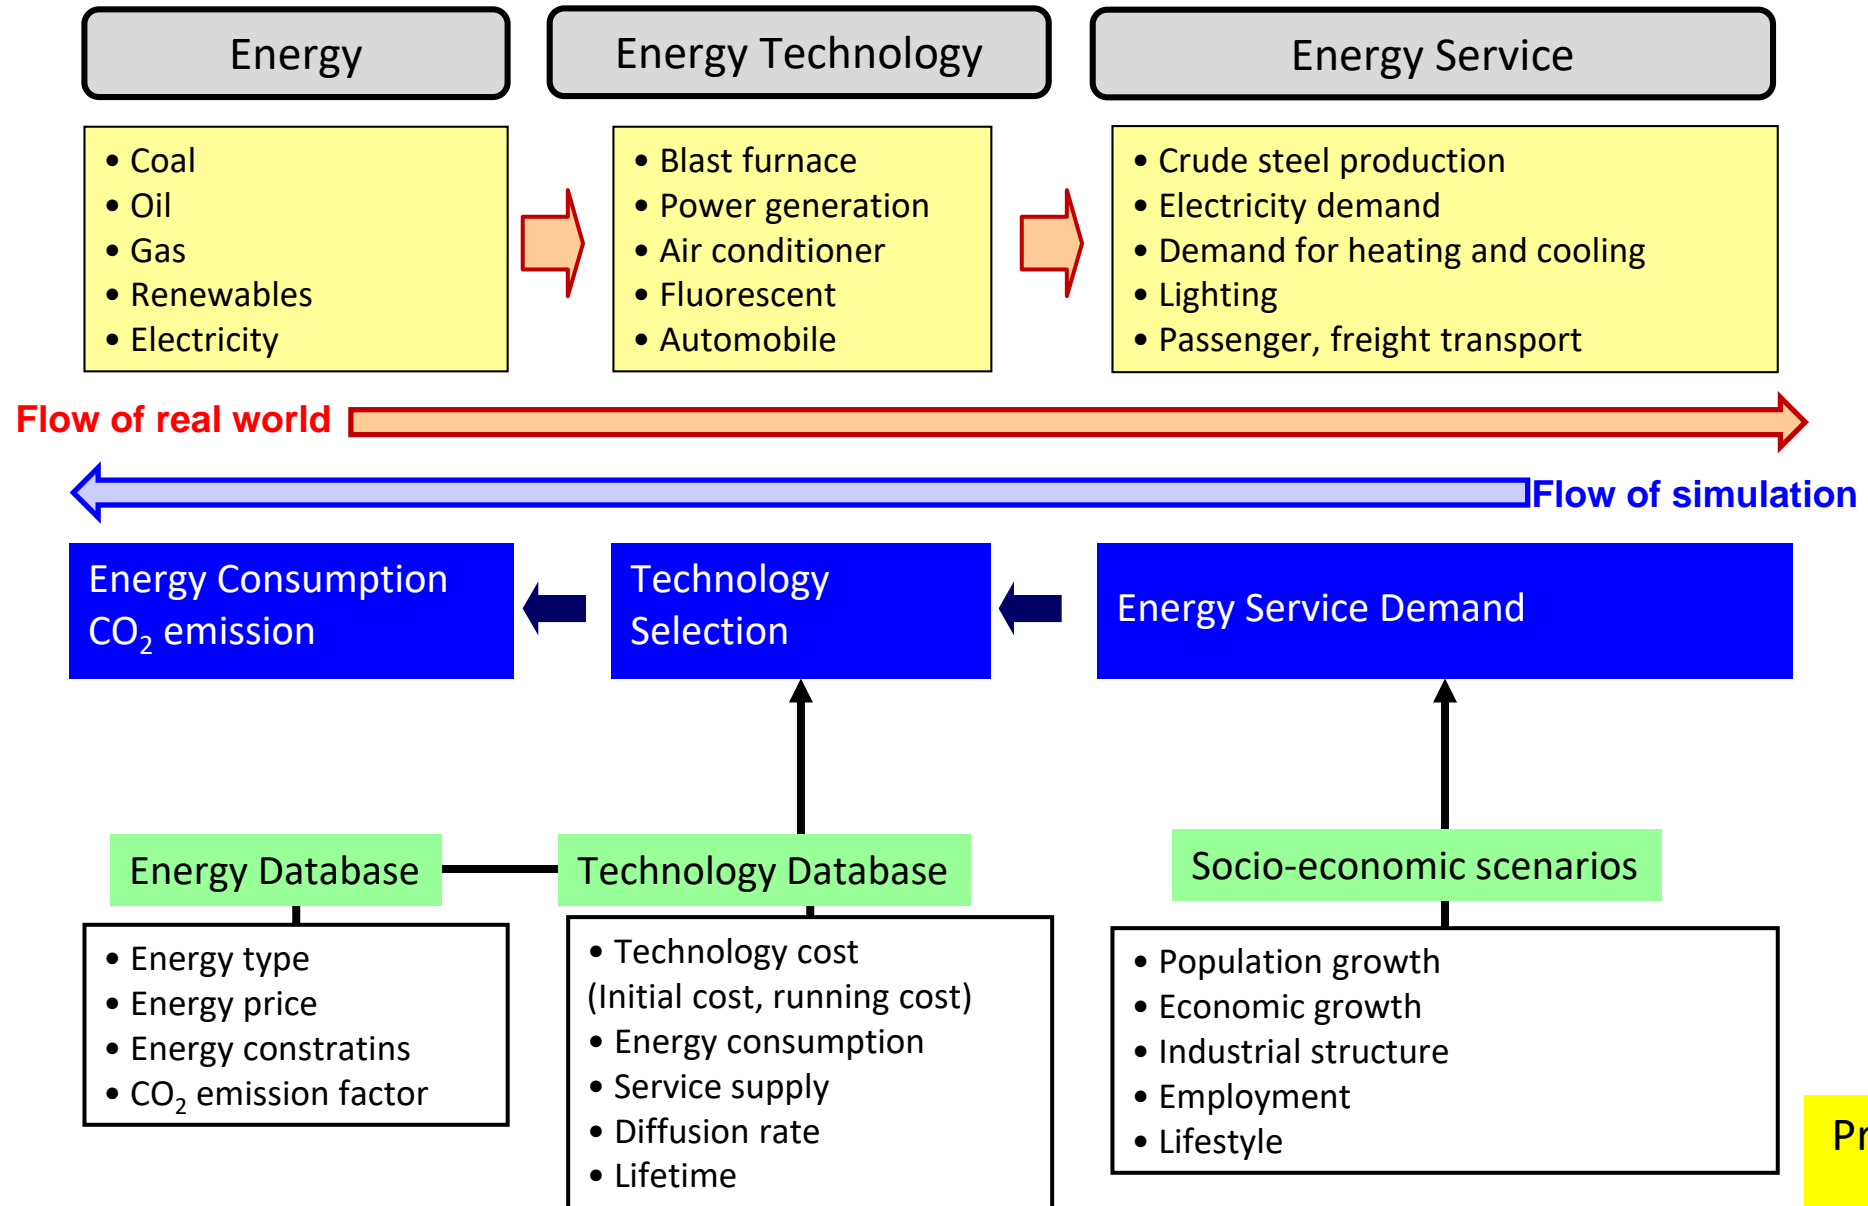 Energy
Energy Technology
Energy Service
• Coal
• Oil
• Gas
• Renewables
• Electricity
• Blast furnace
• Power generation
• Air conditioner
• Fluorescent
• Automobile
• Crude steel production
• Electricity demand
• Demand for heating and cooling
• Lighting
• Passenger, freight transport
Flow of real world
Flow of simulation
Energy Consumption
CO₂ emission
Technology
Selection
Energy Service Demand
Energy Database
Technology Database
Socio-economic scenarios
• Energy type
• Energy price
• Energy constratins
• CO₂ emission factor
• Technology cost
(Initial cost, running cost)
• Energy consumption
• Service supply
• Diffusion rate
• Lifetime
• Population growth
• Economic growth
• Industrial structure
• Employment
• Lifestyle